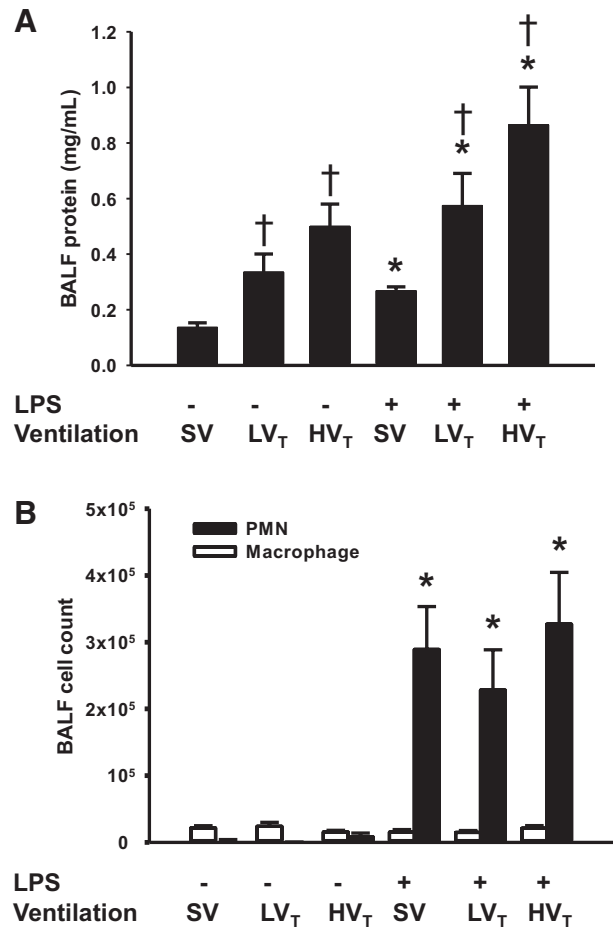 A
BALF protein (mg/mL)
1.2
1.0
0.8
0.6
0.4
0.2
0.0
† † * † * † *
LPS - - - + + +
Ventilation SV LVT HVT SV LVT HVT
B
BALF cell count
5x10⁵
4x10⁵
3x10⁵
2x10⁵
10⁵
0
PMN
Macrophage
* * *
LPS - - - + + +
Ventilation SV LVT HVT SV LVT HVT